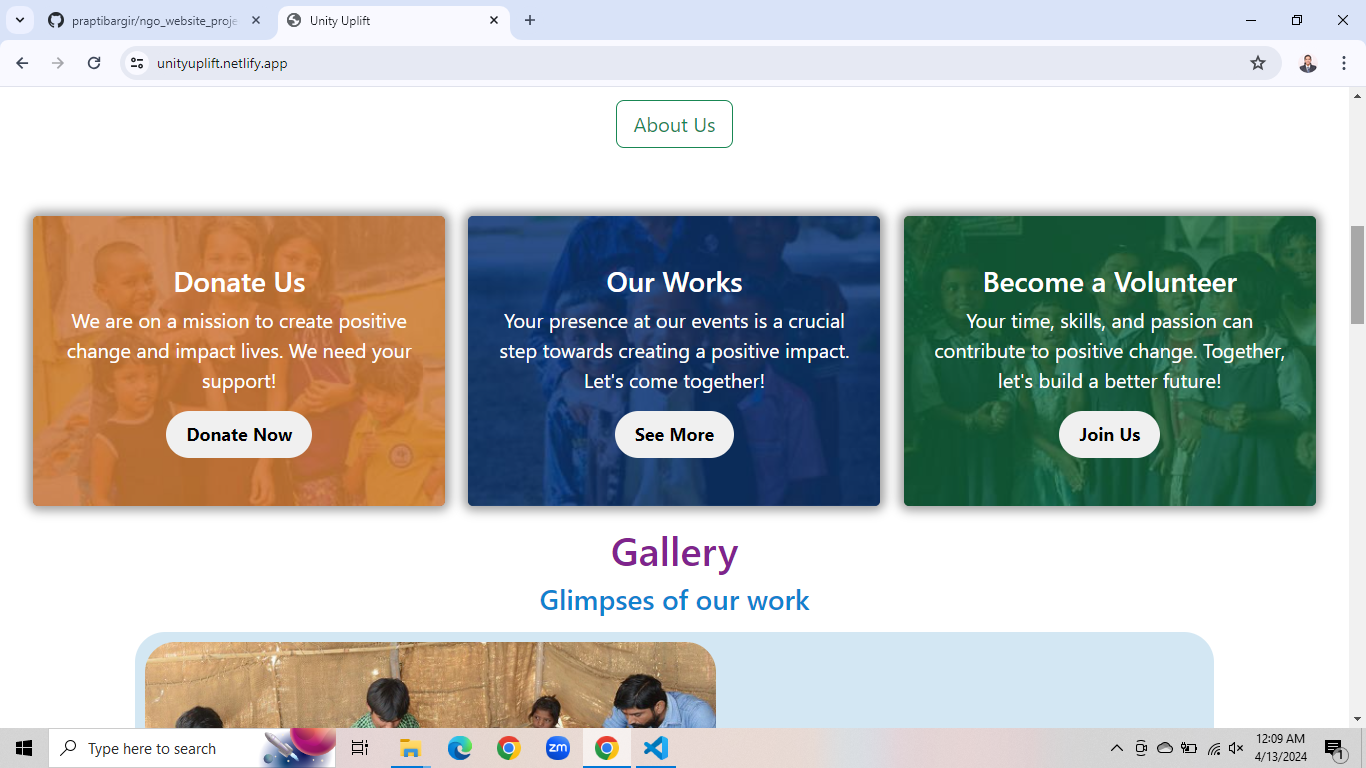 praptibargir/ngo_website_proje
Unity Uplift
unityuplift.netlify.app
About Us
Donate Us
We are on a mission to create positive
change and impact lives. We need your
support!
Donate Now
Our Works
Your presence at our events is a crucial
step towards creating a positive impact.
Let's come together!
See More
Become a Volunteer
Your time, skills, and passion can
contribute to positive change. Together,
let's build a better future!
Join Us
Gallery
Glimpses of our work
Type here to search
zm
12:09 AM
4/13/2024
1